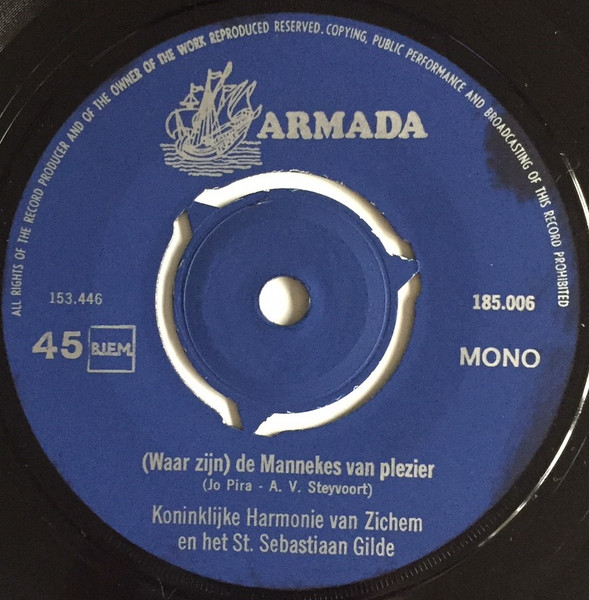 ALL RIGHTS OF THE RECORD PRODUCER AND OF THE OWNER OF THE WORK REPRODUCED RESERVED. COPYING, PUBLIC PERFORMANCE AND BROADCASTING OF THIS RECORD PROHIBITED
ARMADA
153.446
185.006
45 B.I.E.M.
MONO
(Waar zijn) de Mannekes van plezier
(Jo Pira - A. V. Steyvoort)
Koninklijke Harmonie van Zichem
en het St. Sebastiaan Gilde